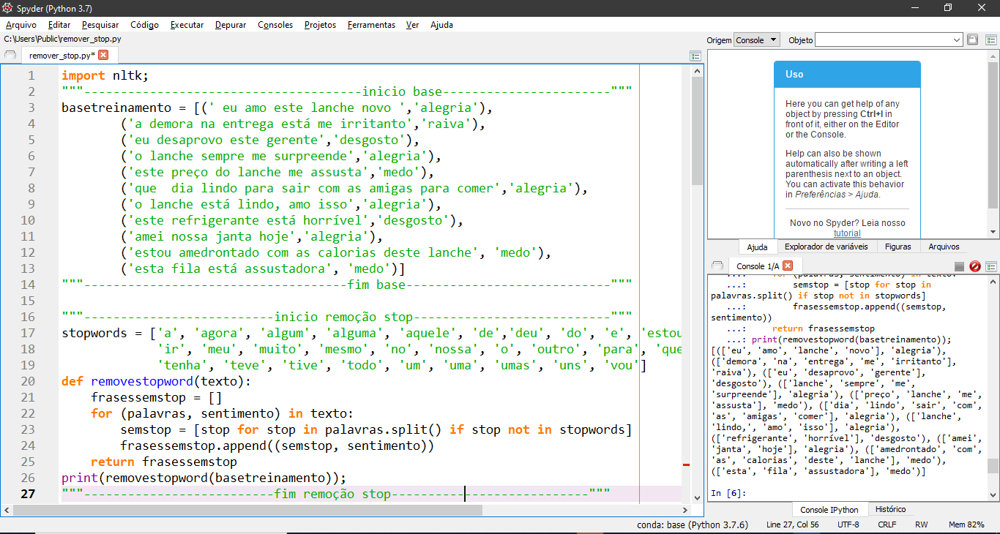 Spyder (Python 3.7)
Arquivo Editar Pesquisar Código Executar Depurar Consoles Projetos Ferramentas Ver Ajuda
C:\Users\Public\remover_stop.py
remover_stop.py*
1 import nltk;
2 """--------------------------------------inicio base-----------------------"""
3 basetreinamento = [(' eu amo este lanche novo ','alegria'),
4 ('a demora na entrega está me irritanto','raiva'),
5 ('eu desaprovo este gerente','desgosto'),
6 ('o lanche sempre me surpreende','alegria'),
7 ('este preço do lanche me assusta','medo'),
8 ('que  dia lindo para sair com as amigas para comer','alegria'),
9 ('o lanche está lindo, amo isso','alegria'),
10 ('este refrigerante está horrível','desgosto'),
11 ('amei nossa janta hoje','alegria'),
12 ('estou amedrontado com as calorias deste lanche', 'medo'),
13 ('esta fila está assustadora', 'medo')]
14 """------------------------------------fim base----------------------------"""
15
16 """--------------------------inicio remoção stop---------------------------"""
17 stopwords = ['a', 'agora', 'algum', 'alguma', 'aquele', 'de','deu', 'do', 'e', 'estou
18 'ir', 'meu', 'muito', 'mesmo', 'no', 'nossa', 'o', 'outro', 'para', 'que
19 'tenha', 'teve', 'tive', 'todo', 'um', 'uma', 'umas', 'uns', 'vou']
20 def removestopword(texto):
21 frasessemstop = []
22 for (palavras, sentimento) in texto:
23 semstop = [stop for stop in palavras.split() if stop not in stopwords]
24 frasessemstop.append((semstop, sentimento))
25 return frasessemstop
26 print(removestopword(basetreinamento));
27 """--------------------------fim remoção stop---------------------------"""
Origem Console Objeto
Uso
Here you can get help of any
object by pressing Ctrl+I in
front of it, either on the Editor
or the Console.
Help can also be shown
automatically after writing a left
parenthesis next to an object.
You can activate this behavior
in Preferências > Ajuda.
Novo no Spyder? Leia nosso
tutorial
Ajuda Explorador de variáveis Figuras Arquivos
Console 1/A
...: for (palavras, sentimento) in texto:
...: semstop = [stop for stop in
palavras.split() if stop not in stopwords]
...: frasessemstop.append((semstop,
sentimento))
...: return frasessemstop
...: print(removestopword(basetreinamento));
[(['eu', 'amo', 'lanche', 'novo'], 'alegria'),
(['demora', 'na', 'entrega', 'me', 'irritanto'],
'raiva'), (['eu', 'desaprovo', 'gerente'],
'desgosto'), (['lanche', 'sempre', 'me',
'surpreende'], 'alegria'), (['preço', 'lanche', 'me',
'assusta'], 'medo'), (['dia', 'lindo', 'sair', 'com',
'as', 'amigas', 'comer'], 'alegria'), (['lanche',
'lindo,', 'amo', 'isso'], 'alegria'),
(['refrigerante', 'horrível'], 'desgosto'), (['amei',
'janta', 'hoje'], 'alegria'), (['amedrontado', 'com',
'as', 'calorias', 'deste', 'lanche'], 'medo'),
(['esta', 'fila', 'assustadora'], 'medo')]
In [6]:
Console IPython Histórico
conda: base (Python 3.7.6) Line 27, Col 56 UTF-8 CRLF RW Mem 82%